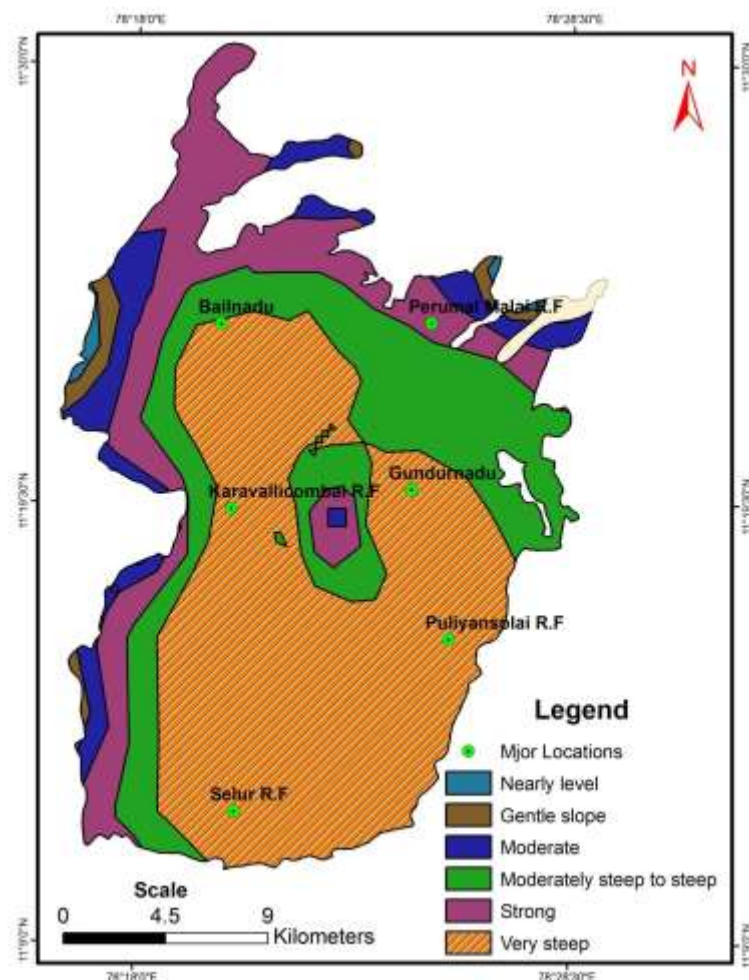 78°18'0"E
78°28'30"E
11°30'0"N
N
Bailnadu
Perumal Malai R.F
Gundurnadu
Karavallicombai R.F
11°19'30"N
Puliyansolai R.F
Selur R.F
Legend
Mjor Locations
Nearly level
Gentle slope
Moderate
Moderately steep to steep
Strong
Very steep
Scale
0 4.5 9
Kilometers
11°9'0"N
78°18'0"E
78°28'30"E